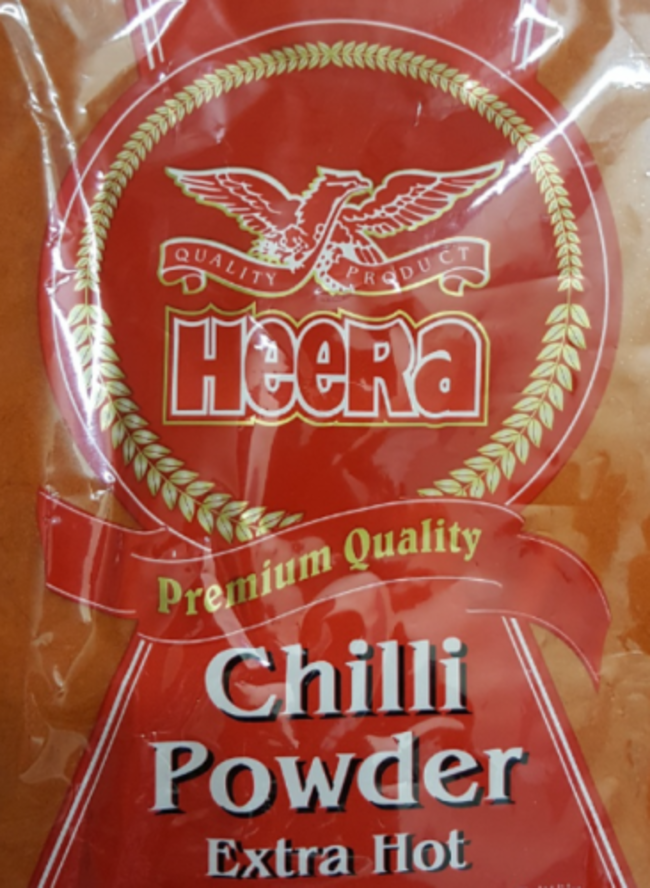 QUALITY PRODUCT
HeeRa
Premium Quality
Chilli
Powder
Extra Hot